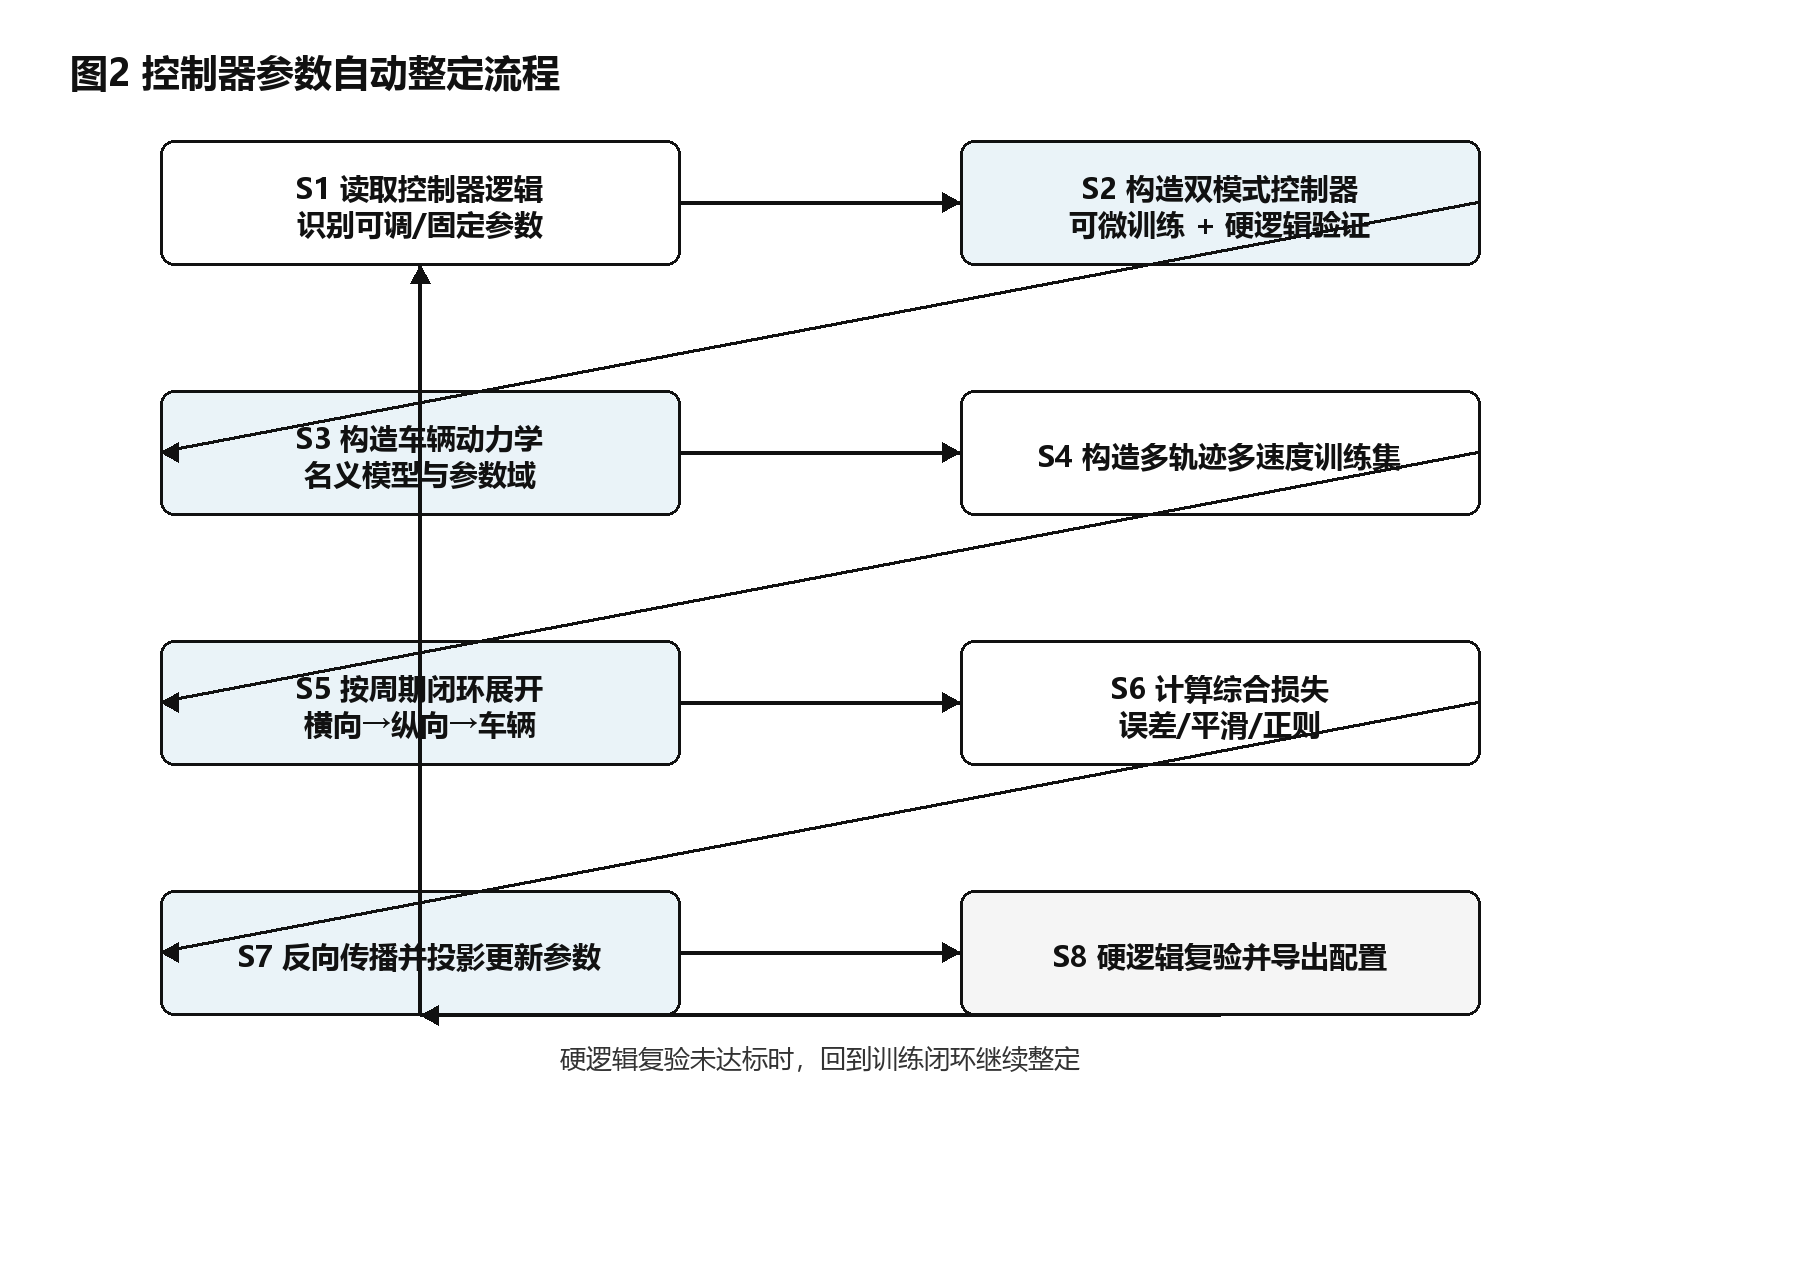 图2 控制器参数自动整定流程
S1 读取控制器逻辑
识别可调/固定参数
S2 构造双模式控制器
可微训练 + 硬逻辑验证
S3 构造车辆动力学
名义模型与参数域
S4 构造多轨迹多速度训练集
S5 按周期闭环展开
横向→纵向→车辆
S6 计算综合损失
误差/平滑/正则
S7 反向传播并投影更新参数
S8 硬逻辑复验并导出配置
硬逻辑复验未达标时，回到训练闭环继续整定